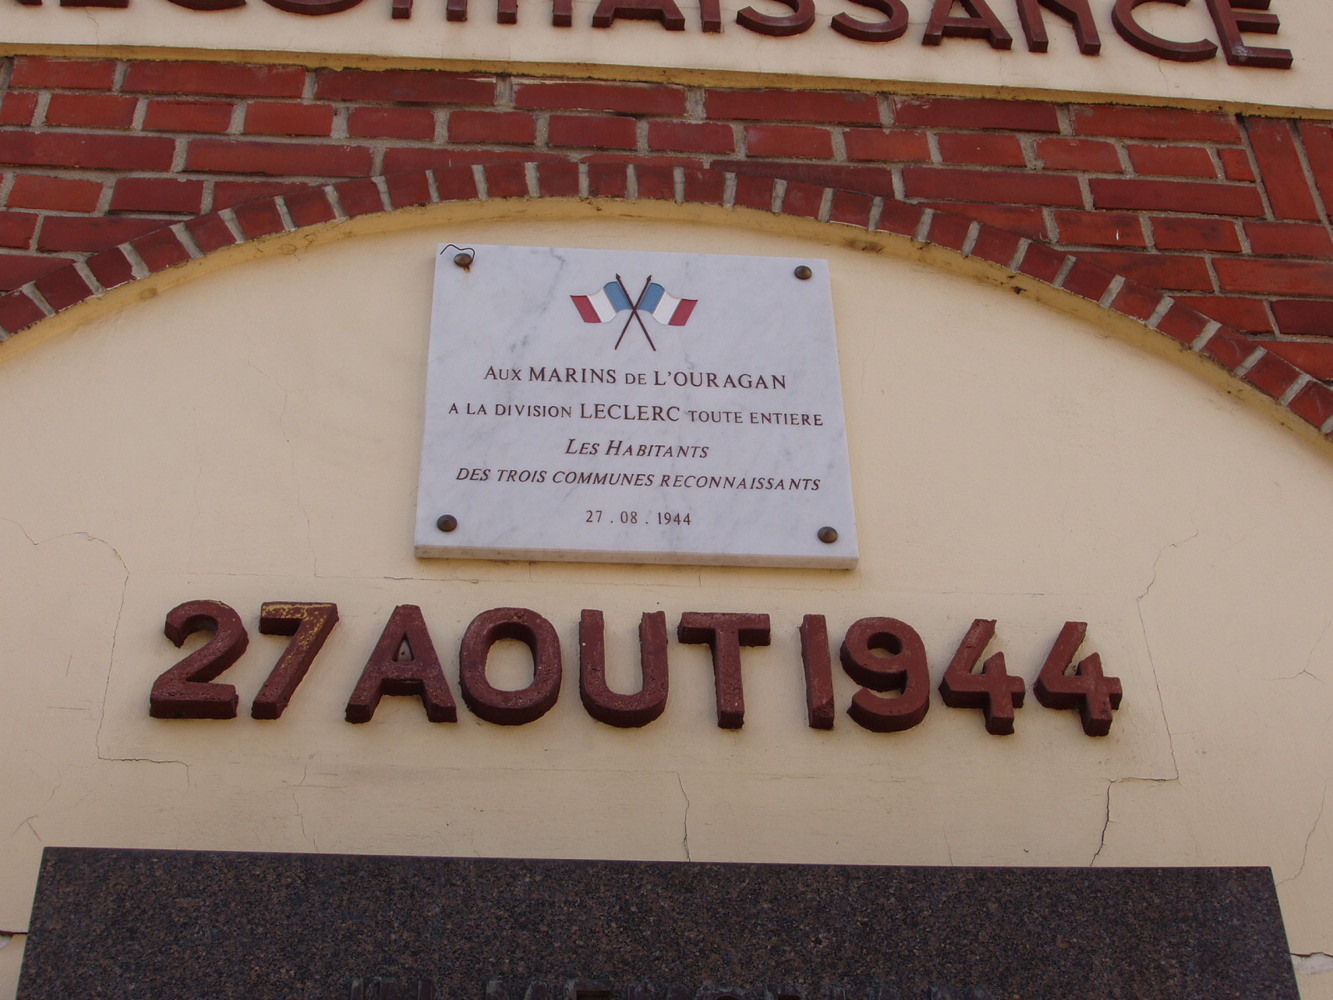 RECONNAISSANCE
AUX MARINS DE L'OURAGAN
A LA DIVISION LECLERC TOUTE ENTIERE
LES HABITANTS
DES TROIS COMMUNES RECONNAISSANTS
27.08.1944
27 AOUT 1944